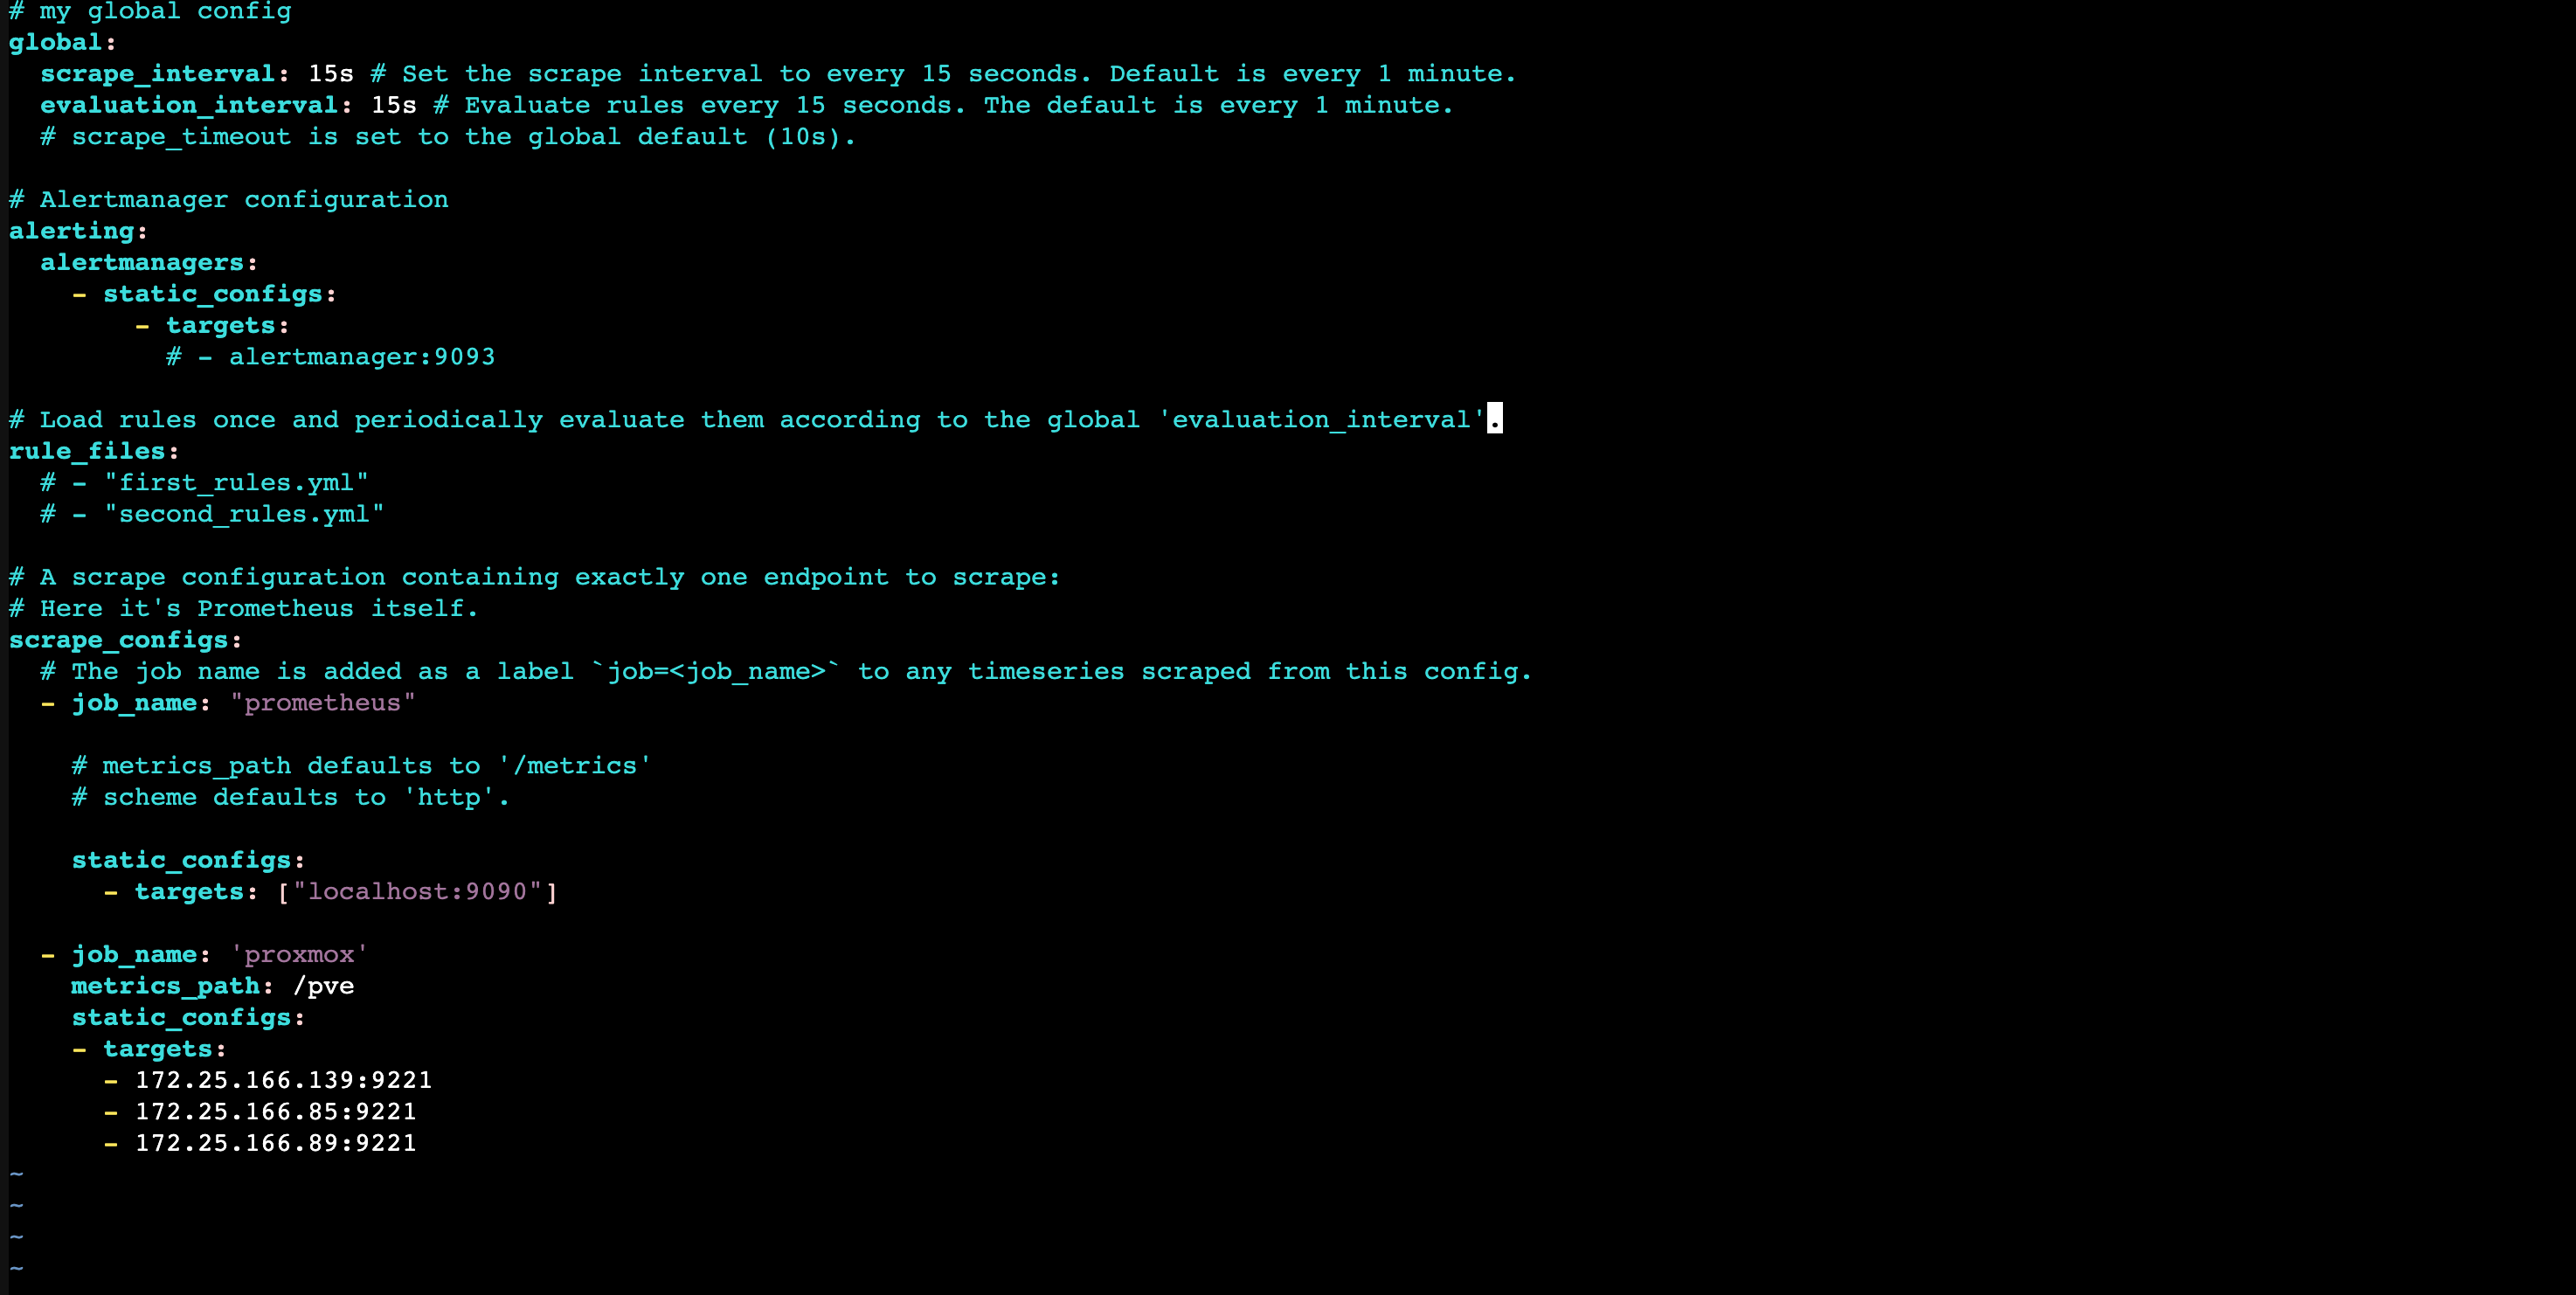 # my global config
global:
  scrape_interval: 15s # Set the scrape interval to every 15 seconds. Default is every 1 minute.
  evaluation_interval: 15s # Evaluate rules every 15 seconds. The default is every 1 minute.
  # scrape_timeout is set to the global default (10s).

# Alertmanager configuration
alerting:
  alertmanagers:
    - static_configs:
        - targets:
          # - alertmanager:9093

# Load rules once and periodically evaluate them according to the global 'evaluation_interval'.
rule_files:
  # - "first_rules.yml"
  # - "second_rules.yml"

# A scrape configuration containing exactly one endpoint to scrape:
# Here it's Prometheus itself.
scrape_configs:
  # The job name is added as a label `job=<job_name>` to any timeseries scraped from this config.
  - job_name: "prometheus"

    # metrics_path defaults to '/metrics'
    # scheme defaults to 'http'.

    static_configs:
      - targets: ["localhost:9090"]

  - job_name: 'proxmox'
    metrics_path: /pve
    static_configs:
    - targets:
      - 172.25.166.139:9221
      - 172.25.166.85:9221
      - 172.25.166.89:9221
~
~
~
~